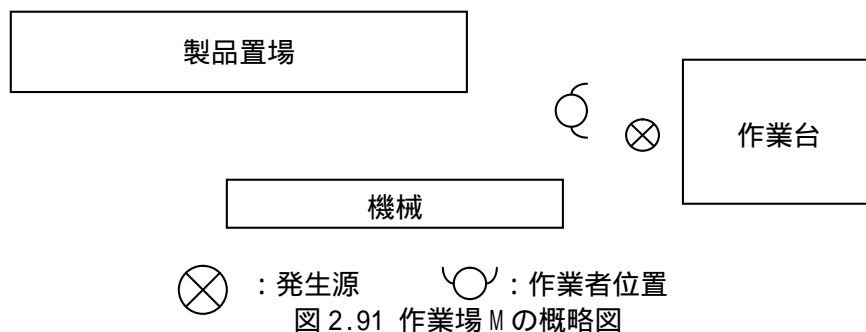 製品置場
作業台
機械
：発生源
：作業者位置
図 2.91 作業場 M の概略図